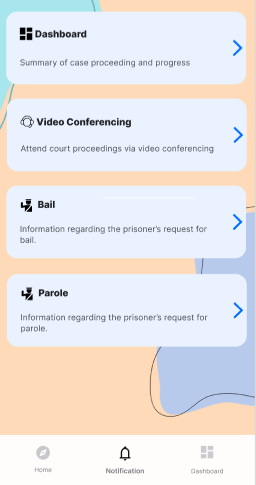 Dashboard
Summary of case proceeding and progress
Video Conferencing
Attend court proceedings via video conferencing
Bail
Information regarding the prisoner's request for
bail.
Parole
Information regarding the prisoner's request for
parole.
Home
Notification
Dashboard